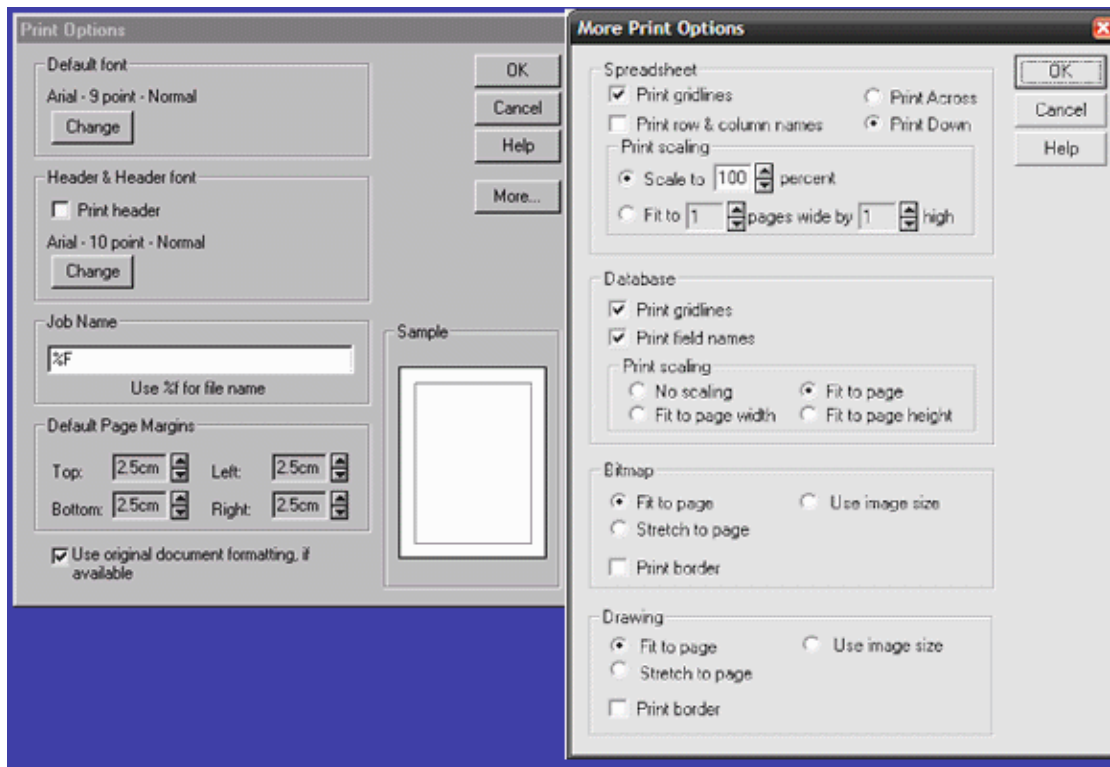 Print Options
Default font
Arial - 9 point - Normal
Change
OK
Cancel
Help
More...
Header & Header font
Print header
Arial - 10 point - Normal
Change
Job Name
%F
Use %f for file name
Sample
Default Page Margins
Top: 2.5cm Left: 2.5cm
Bottom: 2.5cm Right: 2.5cm
Use original document formatting, if
available
More Print Options
OK
Cancel
Help
Spreadsheet
Print gridlines Print Across
Print row & column names Print Down
Print scaling
Scale to 100 percent
Fit to 1 pages wide by 1 high
Database
Print gridlines
Print field names
Print scaling
No scaling Fit to page
Fit to page width Fit to page height
Bitmap
Fit to page Use image size
Stretch to page
Print border
Drawing
Fit to page Use image size
Stretch to page
Print border